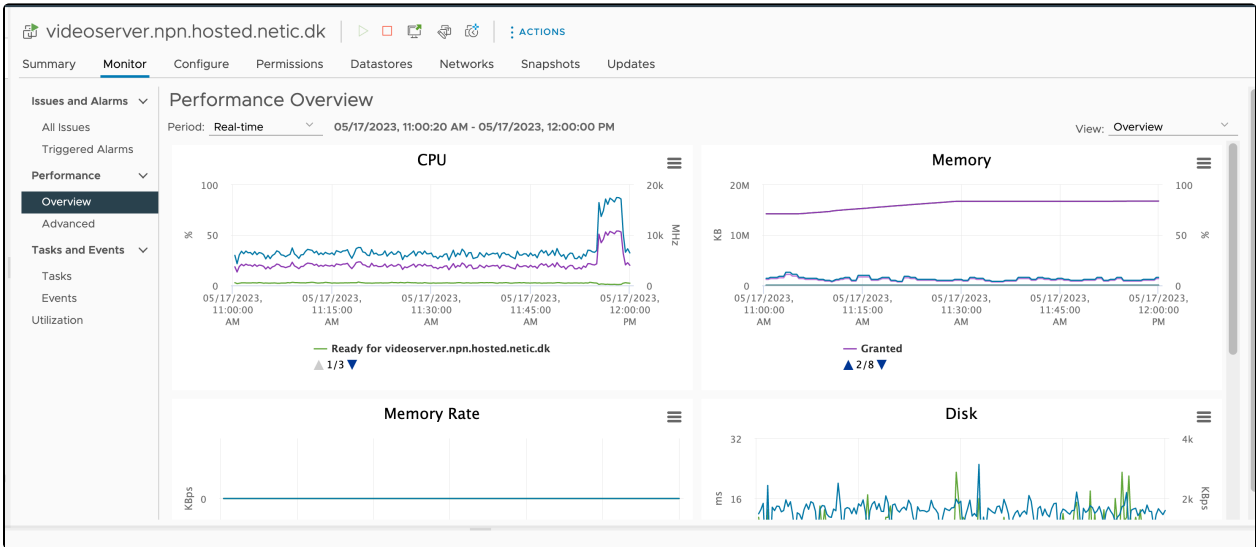 videoserver.npn.hosted.netic.dk
ACTIONS
Summary Monitor Configure Permissions Datastores Networks Snapshots Updates
Issues and Alarms
All Issues
Triggered Alarms
Performance
Overview
Advanced
Tasks and Events
Tasks
Events
Utilization
Performance Overview
Period: Real-time 05/17/2023, 11:00:20 AM - 05/17/2023, 12:00:00 PM
View: Overview
CPU
100 20k
% 50 10k MHz
0 0
05/17/2023, 05/17/2023, 05/17/2023, 05/17/2023, 05/17/2023,
11:00:00 11:15:00 11:30:00 11:45:00 12:00:00
AM AM AM AM PM
Ready for videoserver.npn.hosted.netic.dk
1/3
Memory
20M 100
KB 10M 50 %
0 0
05/17/2023, 05/17/2023, 05/17/2023, 05/17/2023, 05/17/2023,
11:00:00 11:15:00 11:30:00 11:45:00 12:00:00
AM AM AM AM PM
Granted
2/8
Memory Rate
KBps 0
Disk
32 4k
ms 16 2k KBps